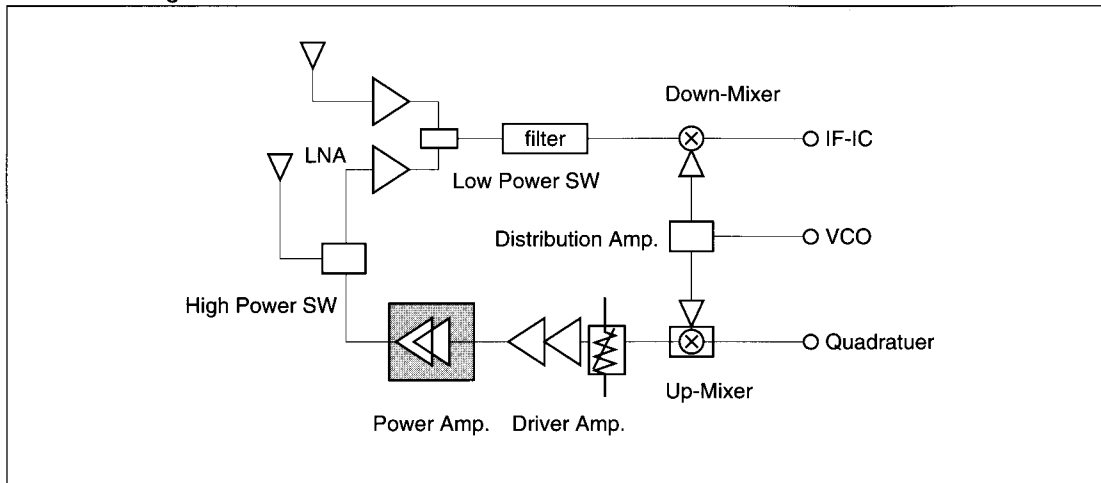 Down-Mixer
filter
IF-IC
LNA
Low Power SW
Distribution Amp.
VCO
High Power SW
Quadratuer
Up-Mixer
Power Amp.
Driver Amp.